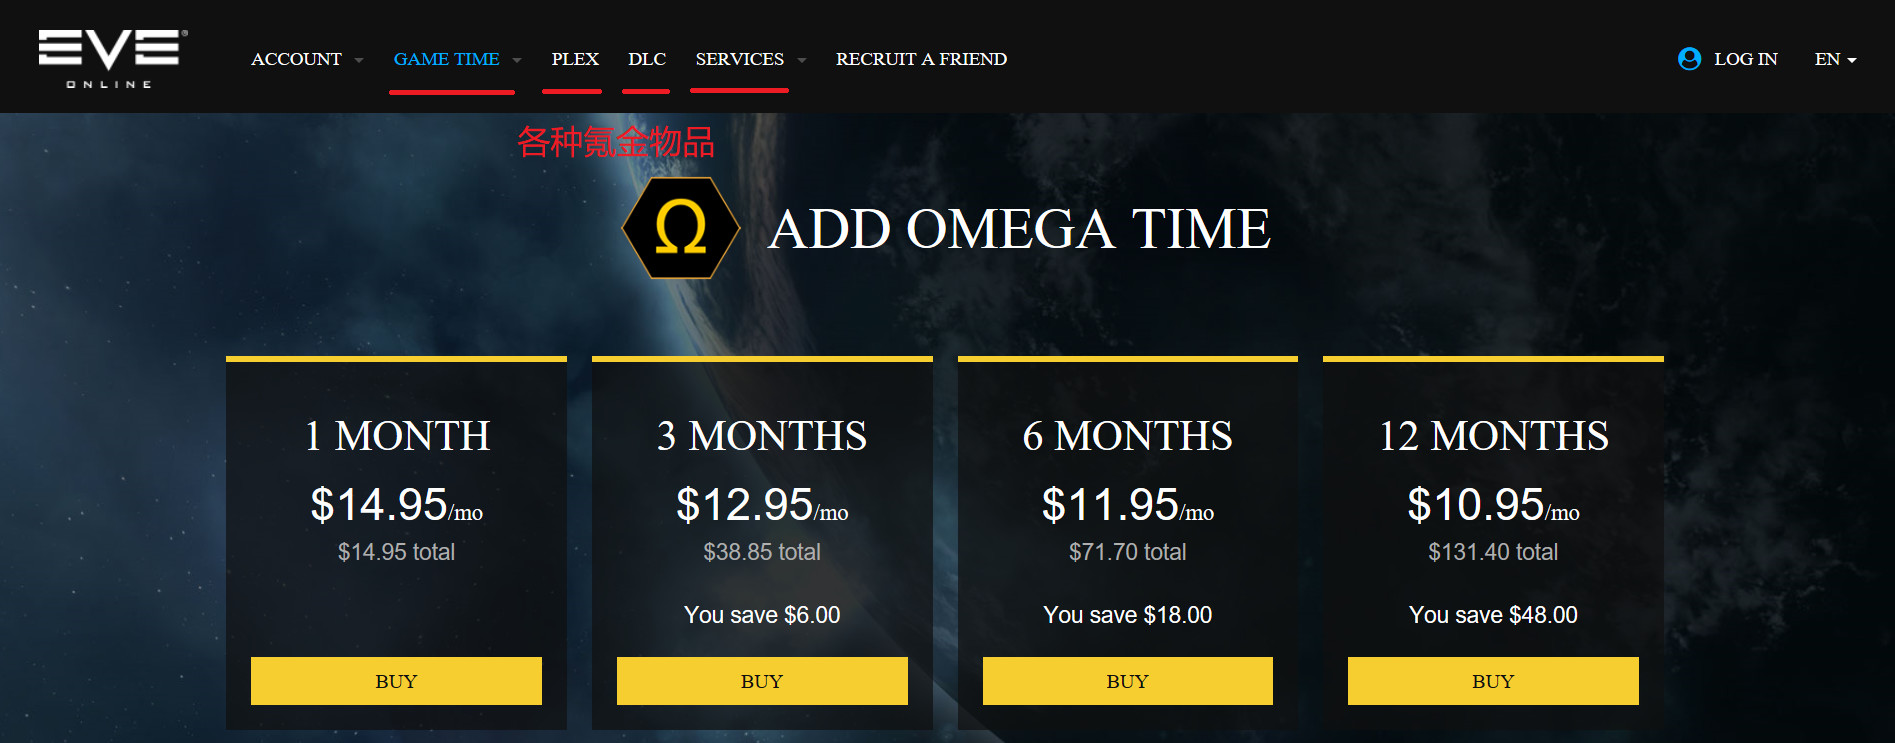 EVE®
ONLINE
ACCOUNT GAME TIME PLEX DLC SERVICES RECRUIT A FRIEND LOG IN EN
各种氪金物品
Ω ADD OMEGA TIME
1 MONTH
$14.95/mo
$14.95 total
BUY
3 MONTHS
$12.95/mo
$38.85 total
You save $6.00
BUY
6 MONTHS
$11.95/mo
$71.70 total
You save $18.00
BUY
12 MONTHS
$10.95/mo
$131.40 total
You save $48.00
BUY